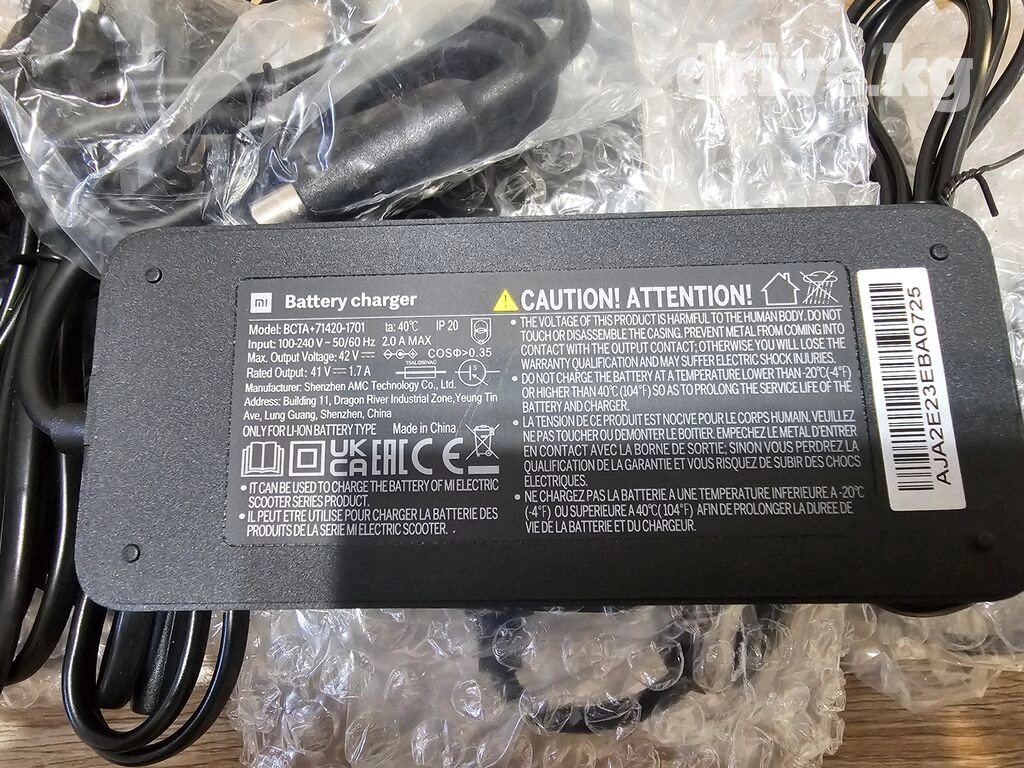 drive.kg
mi Battery charger
Model: BCTA+71420-1701 ta: 40℃ IP 20
Input: 100-240 V ~ 50/60 Hz 2.0 A MAX
Max. Output Voltage: 42 V ⎓ COSΦ>0.35
Rated Output: 41 V ⎓ 1.7 A T5AL/250VAC
Manufacturer: Shenzhen AMC Technology Co., Ltd.
Address: Building 11, Dragon River Industrial Zone, Yeung Tin
Ave, Lung Guang, Shenzhen, China
ONLY FOR LI-ION BATTERY TYPE Made in China
UK CA EAC CE
• IT CAN BE USED TO CHARGE THE BATTERY OF MI ELECTRIC
SCOOTER SERIES PRODUCT.
• IL PEUT ETRE UTILISE POUR CHARGER LA BATTERIE DES
PRODUITS DE LA SERIE MI ELECTRIC SCOOTER.
CAUTION! ATTENTION!
• THE VOLTAGE OF THIS PRODUCT IS HARMFUL TO THE HUMAN BODY. DO NOT
TOUCH OR DISASSEMBLE THE CASING. PREVENT METAL FROM COMING INTO
CONTACT WITH THE OUTPUT CONTACT; OTHERWISE YOU WILL LOSE THE
WARRANTY QUALIFICATION AND MAY SUFFER ELECTRIC SHOCK INJURIES.
• DO NOT CHARGE THE BATTERY AT A TEMPERATURE LOWER THAN -20℃(-4°F)
OR HIGHER THAN 40℃ (104°F) SO AS TO PROLONG THE SERVICE LIFE OF THE
BATTERY AND CHARGER.
• LA TENSION DE CE PRODUIT EST NOCIVE POUR LE CORPS HUMAIN. VEUILLEZ
NE PAS TOUCHER OU DEMONTER LE BOITIER. EMPECHEZ LE METAL D'ENTRER
EN CONTACT AVEC LA BORNE DE SORTIE; SINON VOUS PERDREZ LA
QUALIFICATION DE LA GARANTIE ET VOUS RISQUEZ DE SUBIR DES CHOCS
ÉLECTRIQUES.
• NE CHARGEZ PAS LA BATTERIE A UNE TEMPERATURE INFERIEURE A -20℃
(-4°F) OU SUPERIEURE A 40℃ (104°F) AFIN DE PROLONGER LA DUREE DE
VIE DE LA BATTERIE ET DU CHARGEUR.
AJA2E23EBA0725